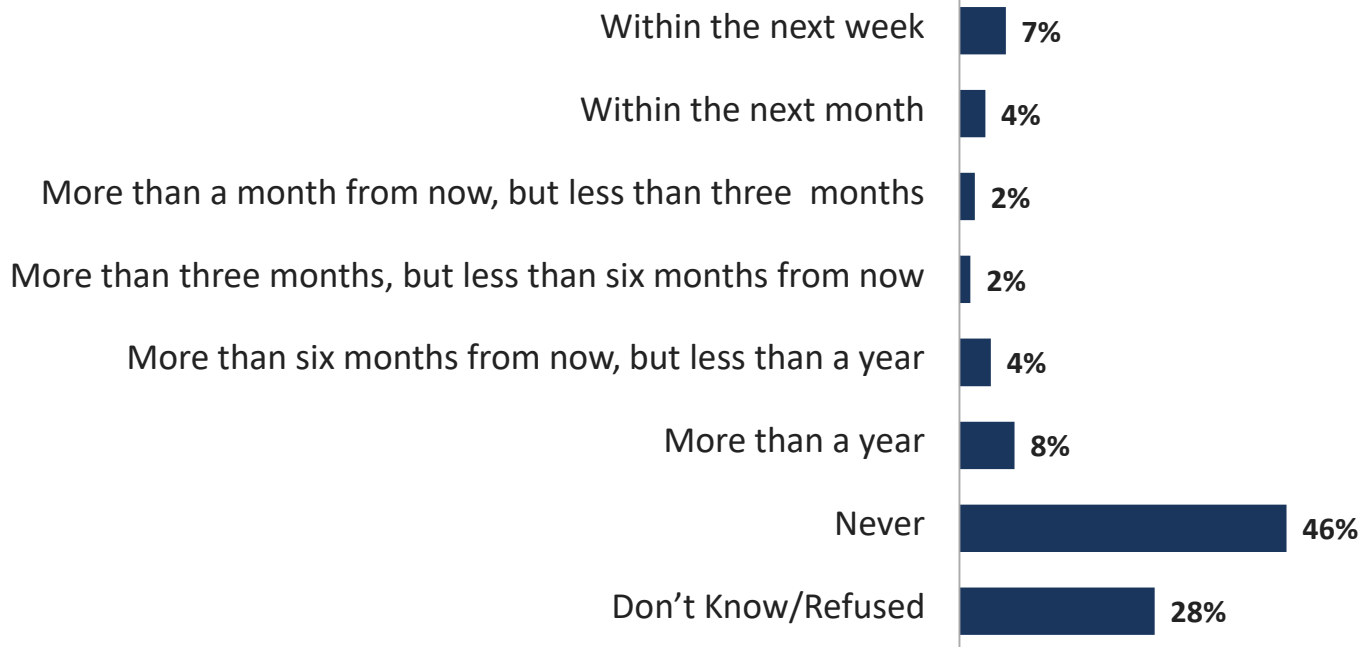 Within the next week 7%
Within the next month 4%
More than a month from now, but less than three  months 2%
More than three months, but less than six months from now 2%
More than six months from now, but less than a year 4%
More than a year 8%
Never 46%
Don’t Know/Refused 28%